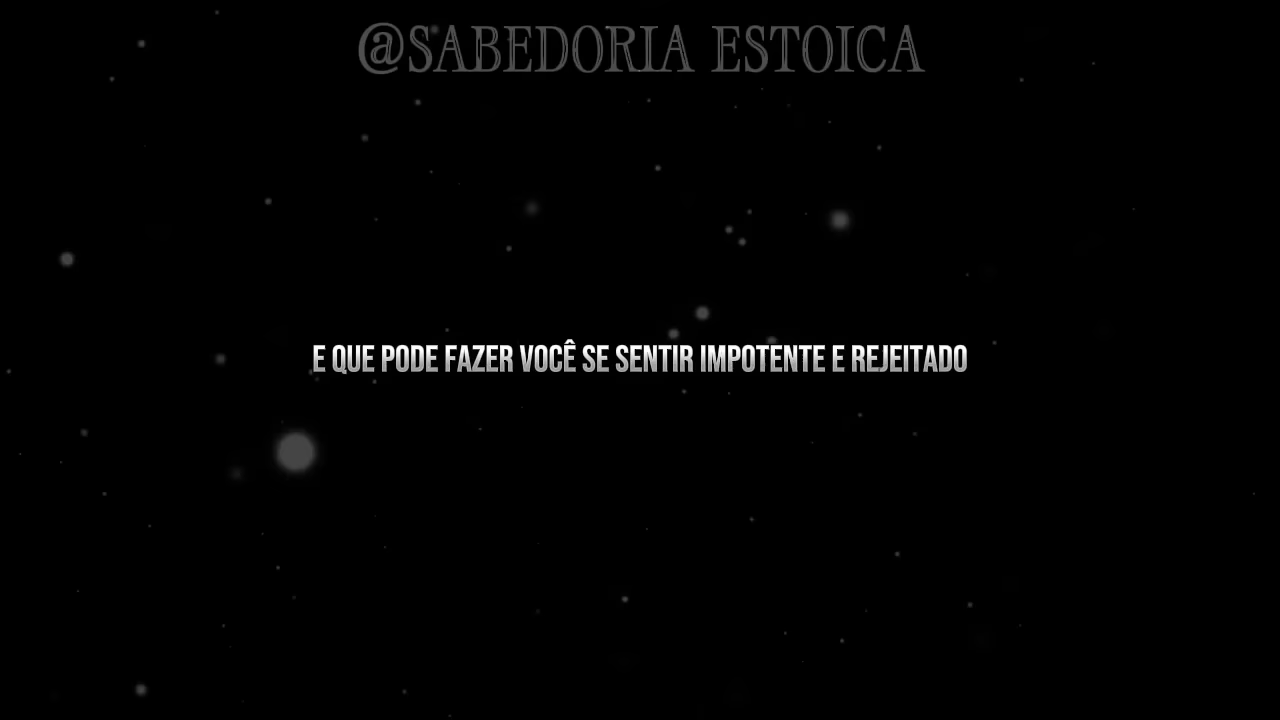 @SABEDORIA ESTOICA
E QUE PODE FAZER VOCÊ SE SENTIR IMPOTENTE E REJEITADO